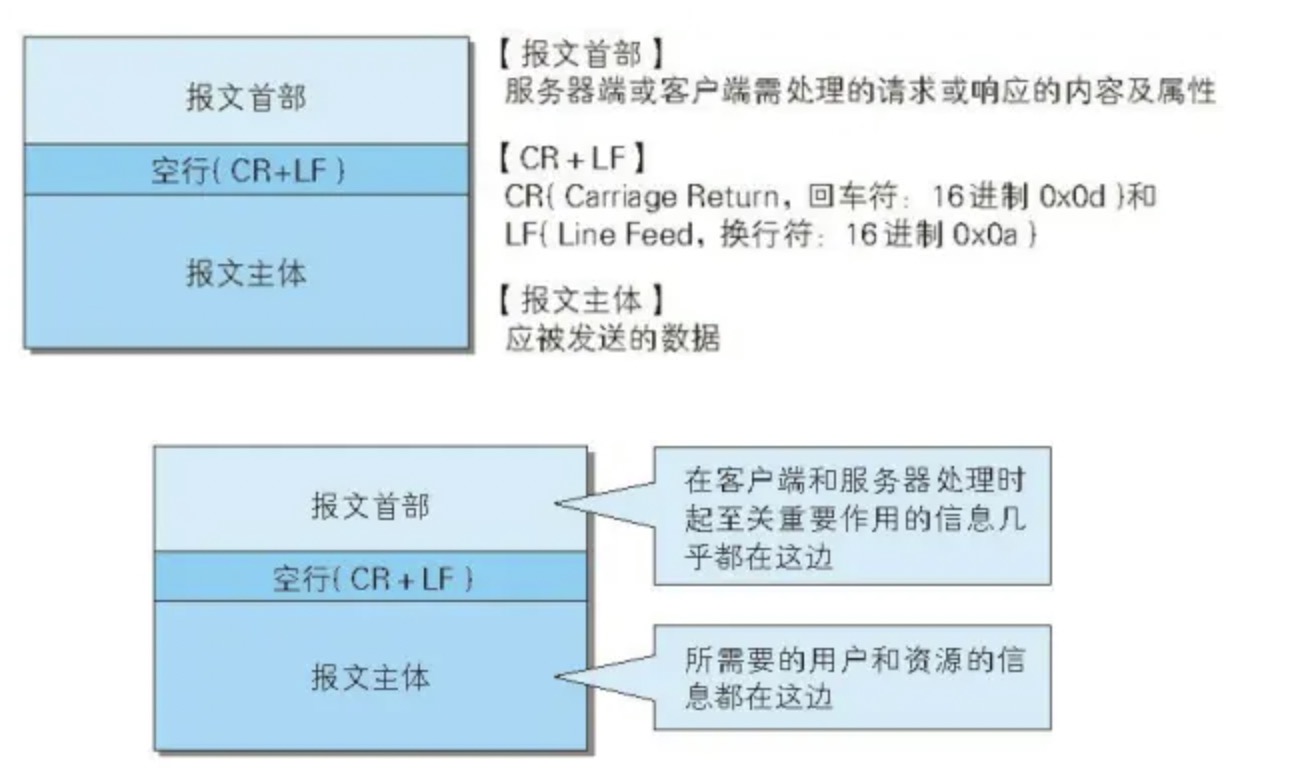 报文首部
空行(CR+LF)
报文主体
【报文首部】
服务器端或客户端需处理的请求或响应的内容及属性
【CR+LF】
CR(Carriage Return，回车符：16进制 0x0d)和
LF(Line Feed，换行符：16进制 0x0a)
【报文主体】
应被发送的数据
报文首部
空行(CR+LF)
报文主体
在客户端和服务器处理时
起至关重要作用的信息几
乎都在这边
所需要的用户和资源的信
息都在这边